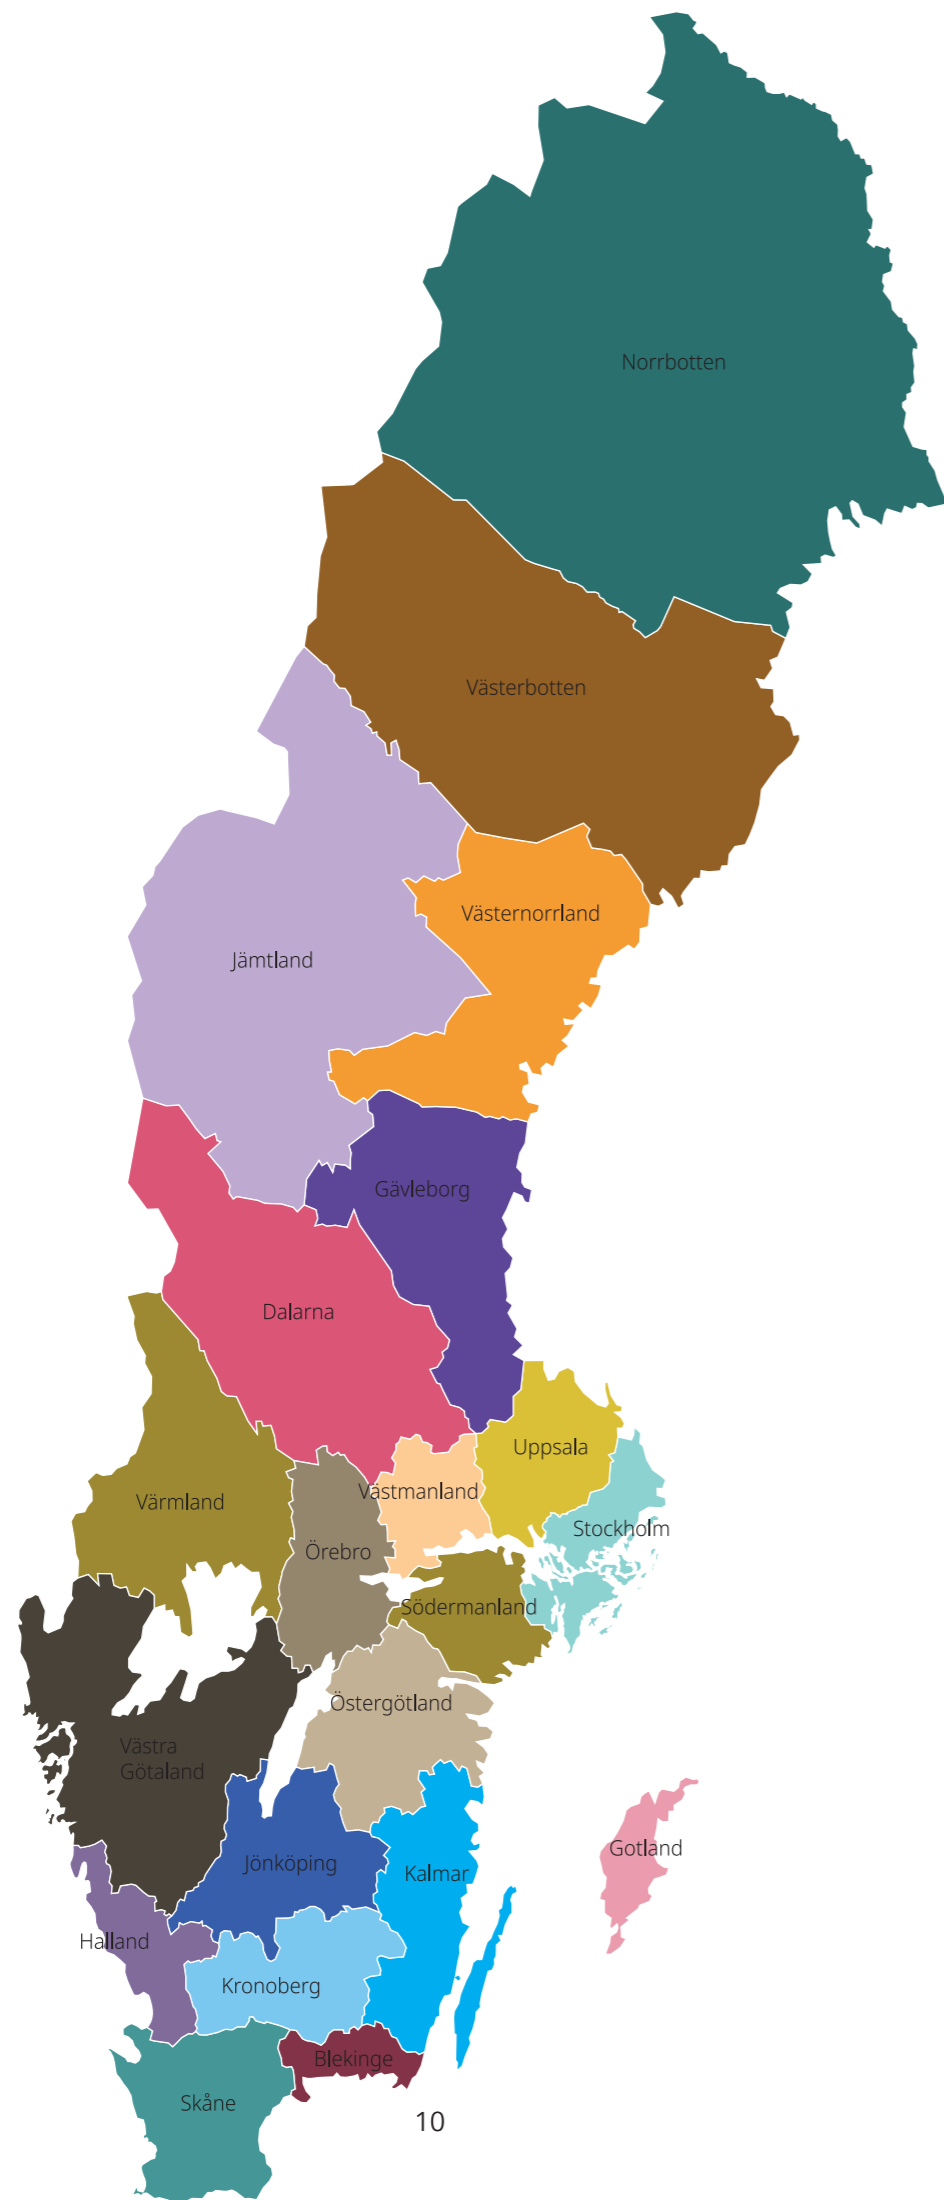 Norrbotten
Västerbotten
Västernorrland
Jämtland
Gävleborg
Dalarna
Uppsala
Västmanland
Värmland
Stockholm
Örebro
Södermanland
Östergötland
Västra
Götaland
Gotland
Jönköping
Kalmar
Halland
Kronoberg
Blekinge
Skåne
10